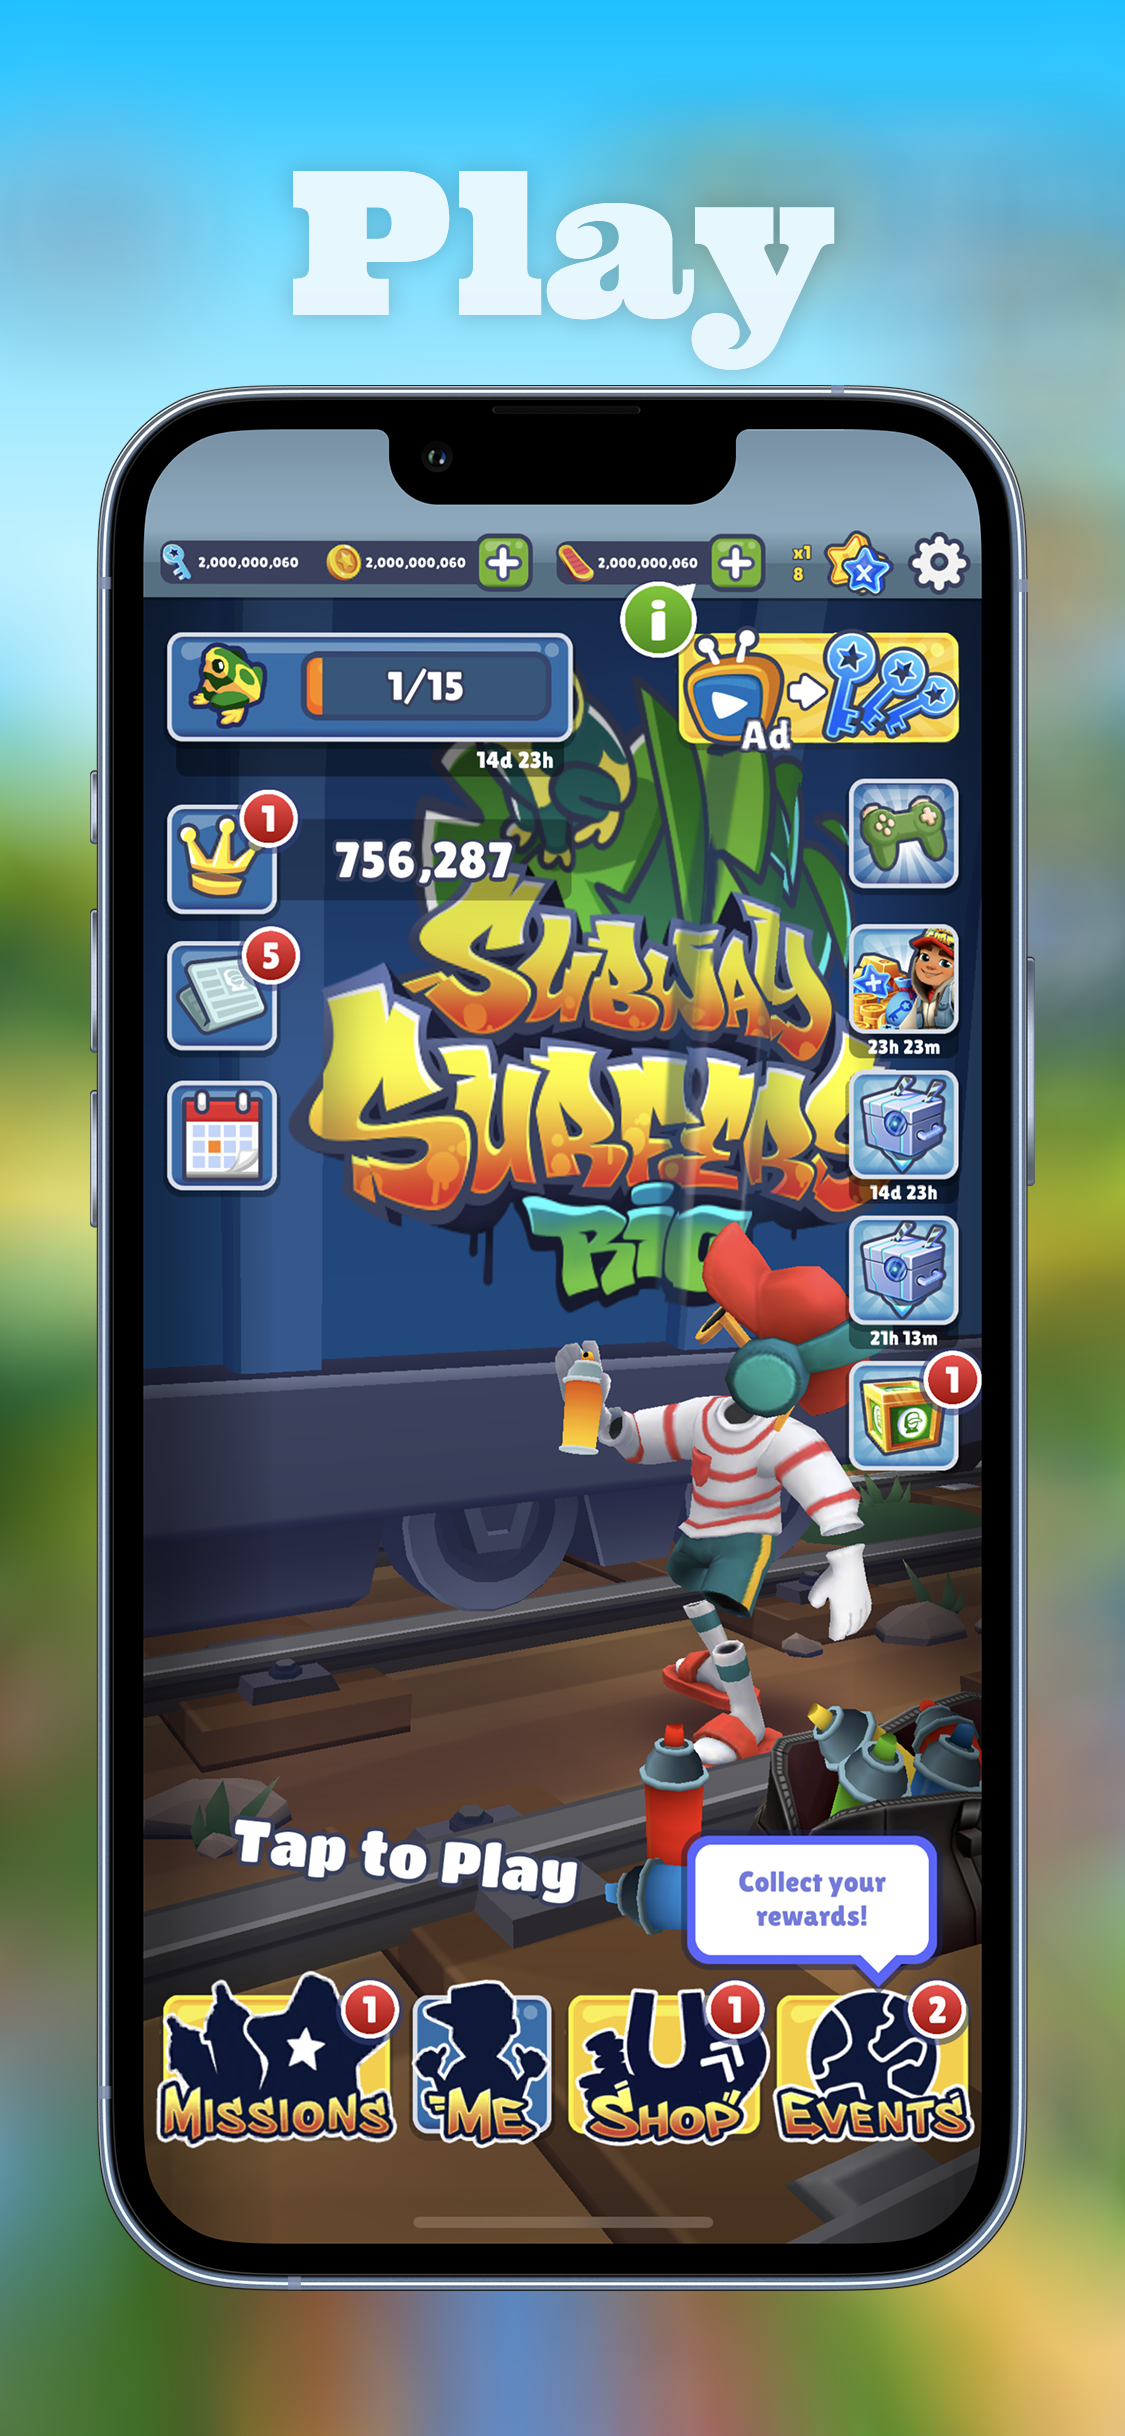 Play
2,000,000,060
2,000,000,060
2,000,000,060
x1
8
X
i
1/15
Ad
14d 23h
1
756,287
5
SUBWAY
SURFERS
RIO
23h 23m
14d 23h
21h 13m
1
Tap to Play
Collect your
rewards!
1
1
2
MISSIONS
ME
SHOP
EVENTS